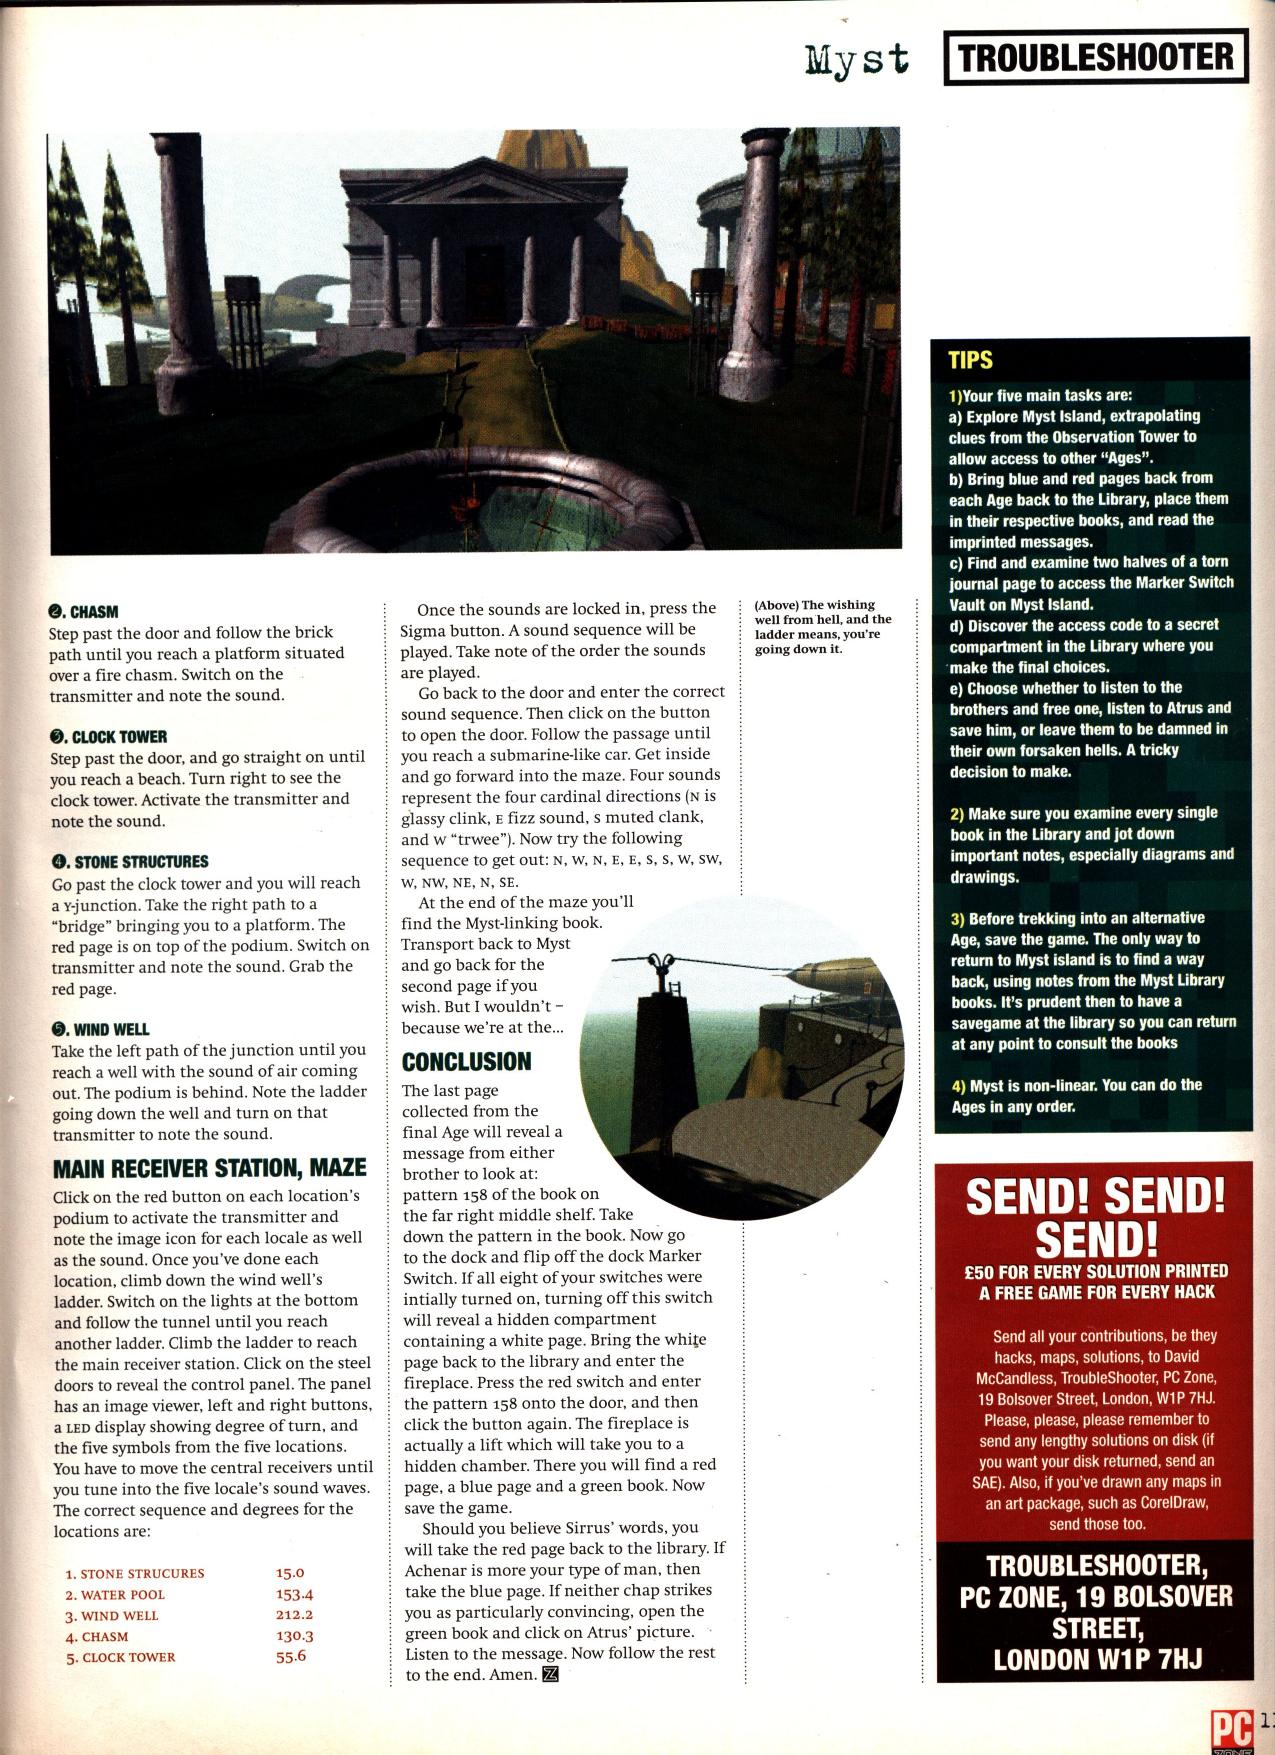 Myst
TROUBLESHOOTER
❷. CHASM
Step past the door and follow the brick
path until you reach a platform situated
over a fire chasm. Switch on the
transmitter and note the sound.
❸. CLOCK TOWER
Step past the door, and go straight on until
you reach a beach. Turn right to see the
clock tower. Activate the transmitter and
note the sound.
❹. STONE STRUCTURES
Go past the clock tower and you will reach
a Y-junction. Take the right path to a
“bridge” bringing you to a platform. The
red page is on top of the podium. Switch on
transmitter and note the sound. Grab the
red page.
❺. WIND WELL
Take the left path of the junction until you
reach a well with the sound of air coming
out. The podium is behind. Note the ladder
going down the well and turn on that
transmitter to note the sound.
MAIN RECEIVER STATION, MAZE
Click on the red button on each location's
podium to activate the transmitter and
note the image icon for each locale as well
as the sound. Once you've done each
location, climb down the wind well's
ladder. Switch on the lights at the bottom
and follow the tunnel until you reach
another ladder. Climb the ladder to reach
the main receiver station. Click on the steel
doors to reveal the control panel. The panel
has an image viewer, left and right buttons,
a LED display showing degree of turn, and
the five symbols from the five locations.
You have to move the central receivers until
you tune into the five locale's sound waves.
The correct sequence and degrees for the
locations are:
1. STONE STRUCURES 15.0
2. WATER POOL 153.4
3. WIND WELL 212.2
4. CHASM 130.3
5. CLOCK TOWER 55.6
Once the sounds are locked in, press the
Sigma button. A sound sequence will be
played. Take note of the order the sounds
are played.
Go back to the door and enter the correct
sound sequence. Then click on the button
to open the door. Follow the passage until
you reach a submarine-like car. Get inside
and go forward into the maze. Four sounds
represent the four cardinal directions (N is
glassy clink, E fizz sound, S muted clank,
and W “trwee”). Now try the following
sequence to get out: N, W, N, E, E, S, S, W, SW,
W, NW, NE, N, SE.
At the end of the maze you'll
find the Myst-linking book.
Transport back to Myst
and go back for the
second page if you
wish. But I wouldn't –
because we're at the...
CONCLUSION
The last page
collected from the
final Age will reveal a
message from either
brother to look at:
pattern 158 of the book on
the far right middle shelf. Take
down the pattern in the book. Now go
to the dock and flip off the dock Marker
Switch. If all eight of your switches were
intially turned on, turning off this switch
will reveal a hidden compartment
containing a white page. Bring the white
page back to the library and enter the
fireplace. Press the red switch and enter
the pattern 158 onto the door, and then
click the button again. The fireplace is
actually a lift which will take you to a
hidden chamber. There you will find a red
page, a blue page and a green book. Now
save the game.
Should you believe Sirrus' words, you
will take the red page back to the library. If
Achenar is more your type of man, then
take the blue page. If neither chap strikes
you as particularly convincing, open the
green book and click on Atrus' picture.
Listen to the message. Now follow the rest
to the end. Amen. Z
(Above) The wishing
well from hell, and the
ladder means, you're
going down it.
TIPS
1)Your five main tasks are:
a) Explore Myst Island, extrapolating
clues from the Observation Tower to
allow access to other “Ages”.
b) Bring blue and red pages back from
each Age back to the Library, place them
in their respective books, and read the
imprinted messages.
c) Find and examine two halves of a torn
journal page to access the Marker Switch
Vault on Myst Island.
d) Discover the access code to a secret
compartment in the Library where you
make the final choices.
e) Choose whether to listen to the
brothers and free one, listen to Atrus and
save him, or leave them to be damned in
their own forsaken hells. A tricky
decision to make.
2) Make sure you examine every single
book in the Library and jot down
important notes, especially diagrams and
drawings.
3) Before trekking into an alternative
Age, save the game. The only way to
return to Myst island is to find a way
back, using notes from the Myst Library
books. It's prudent then to have a
savegame at the library so you can return
at any point to consult the books
4) Myst is non-linear. You can do the
Ages in any order.
SEND! SEND!
SEND!
£50 FOR EVERY SOLUTION PRINTED
A FREE GAME FOR EVERY HACK
Send all your contributions, be they
hacks, maps, solutions, to David
McCandless, TroubleShooter, PC Zone,
19 Bolsover Street, London, W1P 7HJ.
Please, please, please remember to
send any lengthy solutions on disk (if
you want your disk returned, send an
SAE). Also, if you've drawn any maps in
an art package, such as CorelDraw,
send those too.
TROUBLESHOOTER,
PC ZONE, 19 BOLSOVER
STREET,
LONDON W1P 7HJ
PC
ZONE